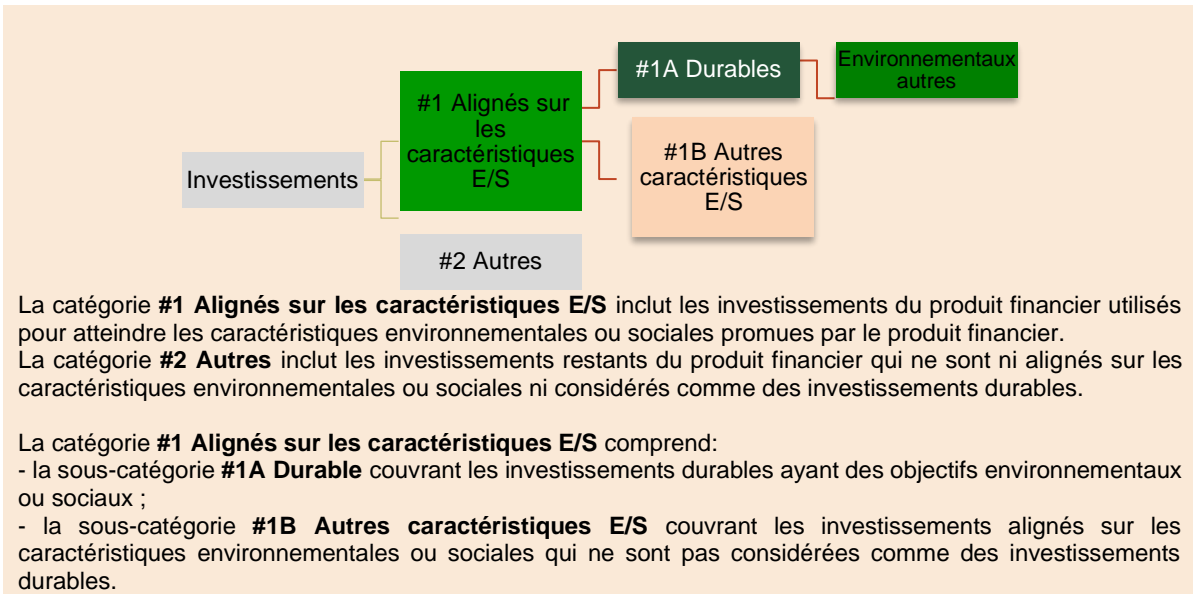 #1A Durables
Environnementaux
autres
#1 Alignés sur
les
caractéristiques
E/S
#1B Autres
caractéristiques
E/S
Investissements
#2 Autres
La catégorie #1 Alignés sur les caractéristiques E/S inclut les investissements du produit financier utilisés
pour atteindre les caractéristiques environnementales ou sociales promues par le produit financier.
La catégorie #2 Autres inclut les investissements restants du produit financier qui ne sont ni alignés sur les
caractéristiques environnementales ou sociales ni considérés comme des investissements durables.
La catégorie #1 Alignés sur les caractéristiques E/S comprend:
- la sous-catégorie #1A Durable couvrant les investissements durables ayant des objectifs environnementaux
ou sociaux ;
- la sous-catégorie #1B Autres caractéristiques E/S couvrant les investissements alignés sur les
caractéristiques environnementales ou sociales qui ne sont pas considérées comme des investissements
durables.